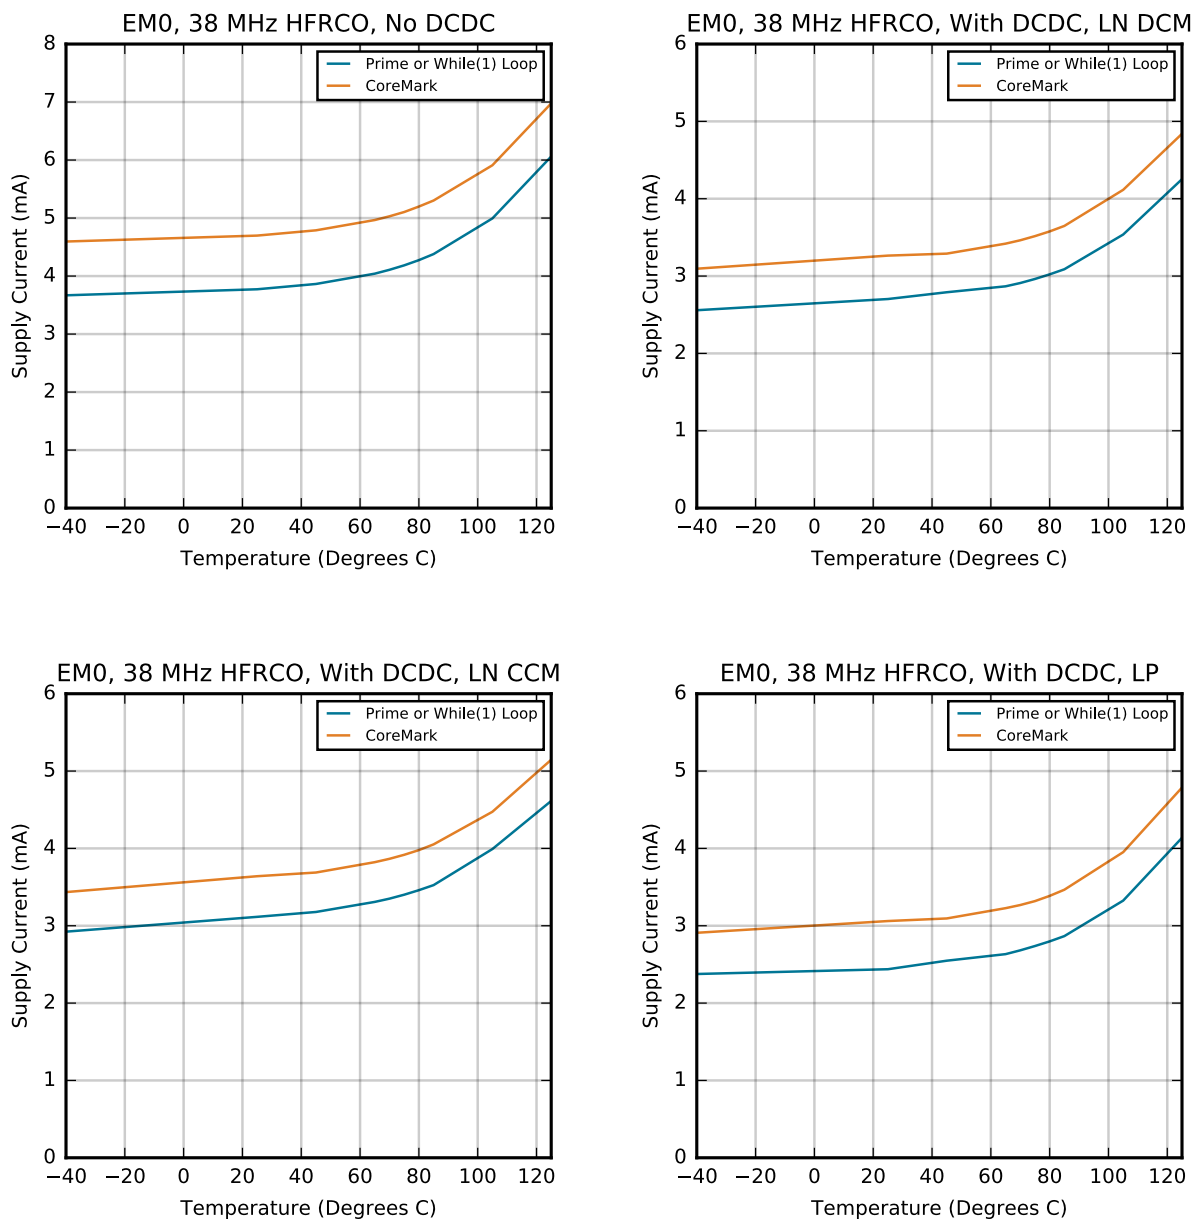 EM0, 38 MHz HFRCO, No DCDC
8
7
6
5
4
3
2
1
0
Supply Current (mA)
Prime or While(1) Loop
CoreMark
−40 −20 0 20 40 60 80 100 120
Temperature (Degrees C)
EM0, 38 MHz HFRCO, With DCDC, LN DCM
6
5
4
3
2
1
0
Supply Current (mA)
Prime or While(1) Loop
CoreMark
−40 −20 0 20 40 60 80 100 120
Temperature (Degrees C)
EM0, 38 MHz HFRCO, With DCDC, LN CCM
6
5
4
3
2
1
0
Supply Current (mA)
Prime or While(1) Loop
CoreMark
−40 −20 0 20 40 60 80 100 120
Temperature (Degrees C)
EM0, 38 MHz HFRCO, With DCDC, LP
6
5
4
3
2
1
0
Supply Current (mA)
Prime or While(1) Loop
CoreMark
−40 −20 0 20 40 60 80 100 120
Temperature (Degrees C)